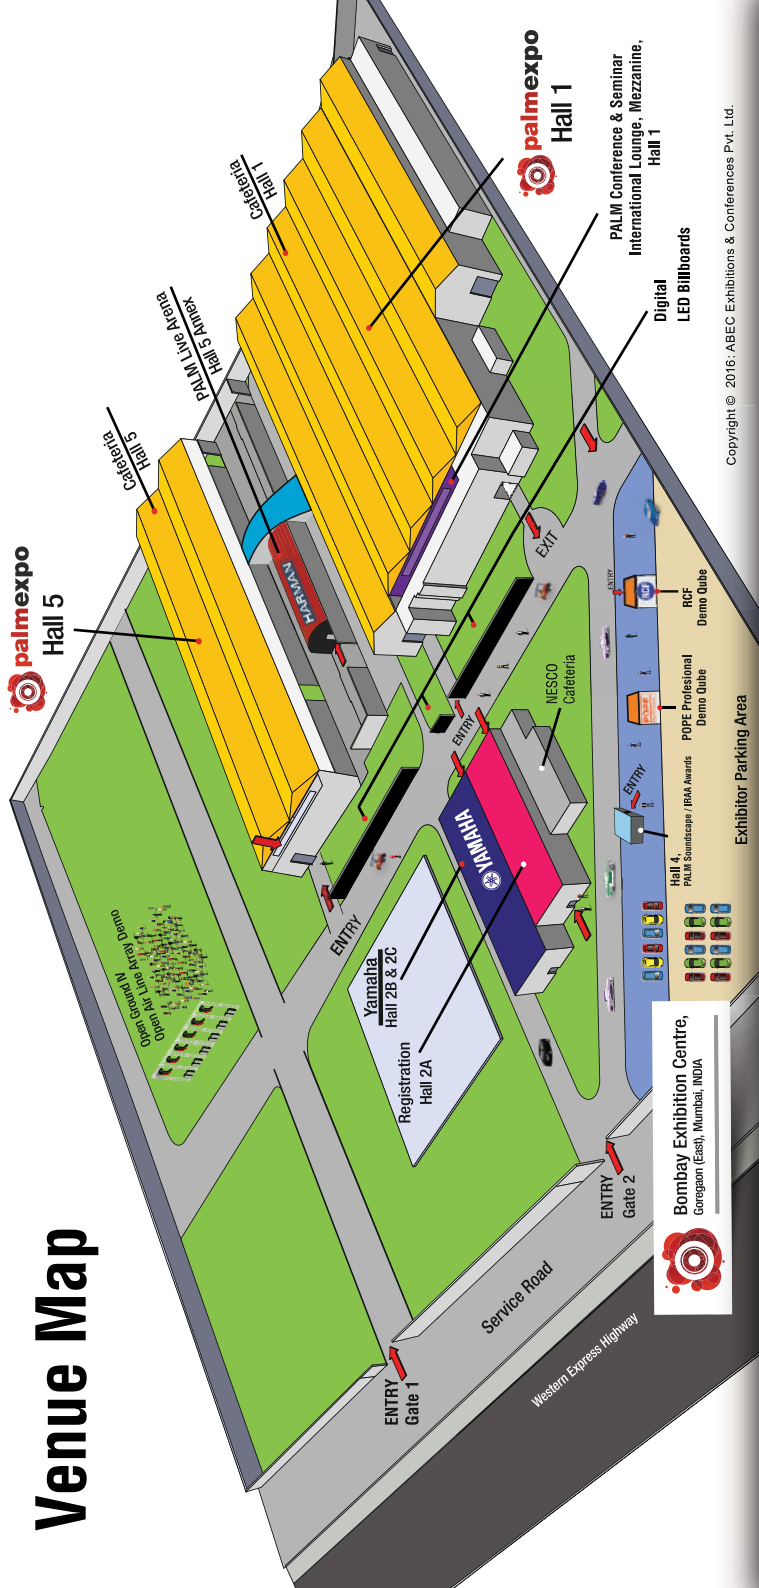 Venue Map
palmexpo
Hall 5
Cafeteria
Hall 5
PALM Live Arena
Hall 5 Annex
Cafeteria
Hall 1
palmexpo
Hall 1
PALM Conference & Seminar
International Lounge, Mezzanine,
Hall 1
Digital
LED Billboards
HARMAN
Open Ground IV
Open Air Line Array Demo
ENTRY
ENTRY
EXIT
Yamaha
Hall 2B & 2C
YAMAHA
Registration
Hall 2A
NESCO
Cafeteria
ENTRY
ENTRY
RCF
RCF
Demo Qube
POPE
POPE Profesional
Demo Qube
Hall 4,
PALM Soundscape / IRAA Awards
Exhibitor Parking Area
ENTRY
Gate 1
ENTRY
Gate 2
Service Road
Western Express Highway
Bombay Exhibition Centre,
Goregaon (East), Mumbai, INDIA
Copyright © 2016: ABEC Exhibitions & Conferences Pvt. Ltd.